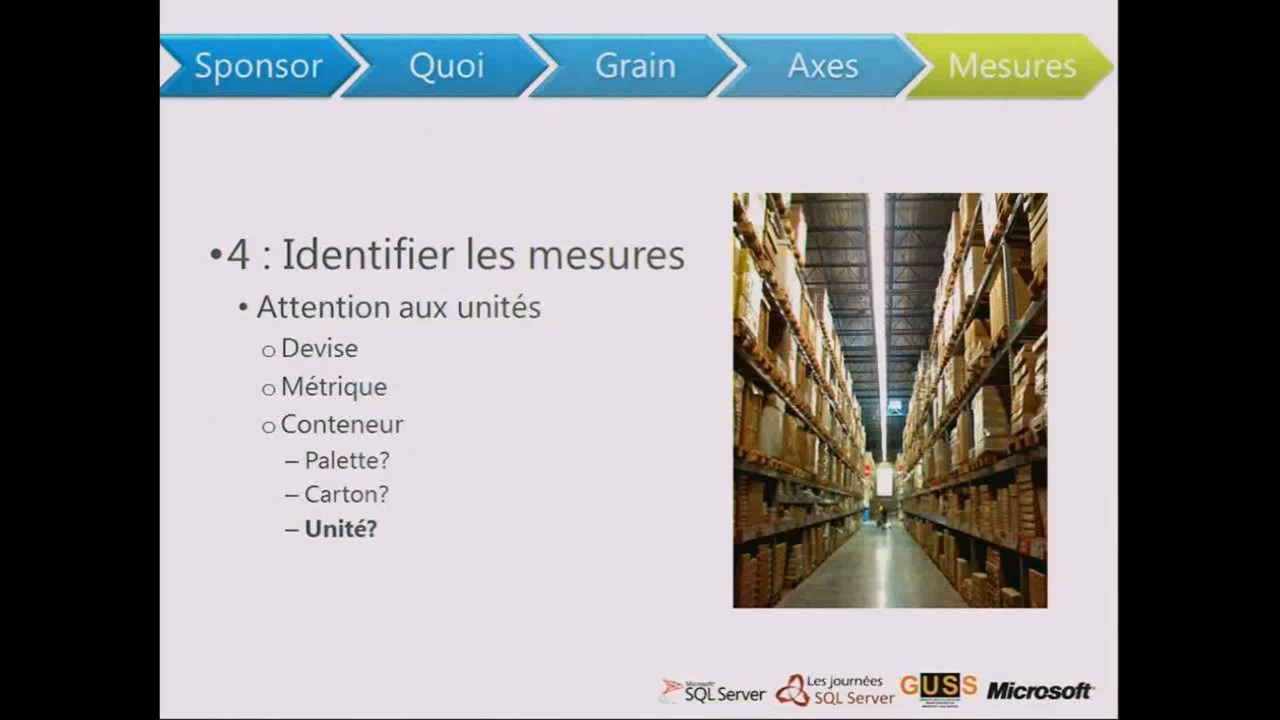 Sponsor Quoi Grain Axes Mesures
•4 : Identifier les mesures
• Attention aux unités
o Devise
o Métrique
o Conteneur
– Palette?
– Carton?
– Unité?
Microsoft
SQL Server
Les journées
SQL Server
GUSS
Microsoft